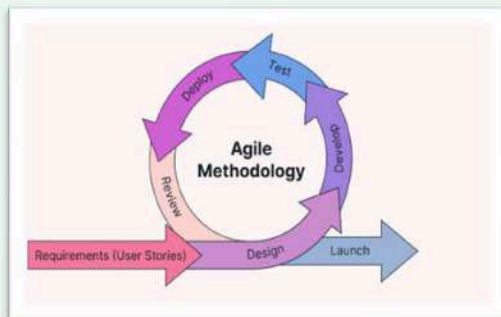 Agile
Methodology
Requirements (User Stories)
Design
Develop
Test
Deploy
Review
Launch